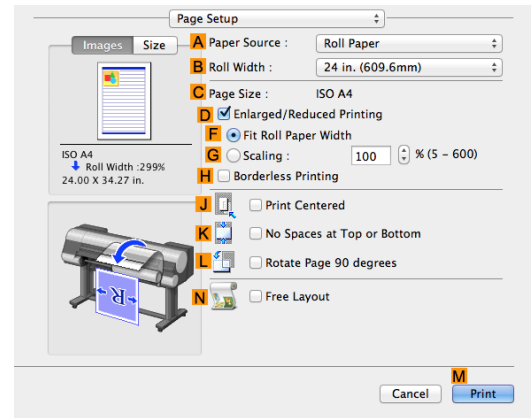 Page Setup
Images Size
A Paper Source : Roll Paper
B Roll Width : 24 in. (609.6mm)
C Page Size : ISO A4
D Enlarged/Reduced Printing
F Fit Roll Paper Width
G Scaling : 100 % (5 – 600)
H Borderless Printing
ISO A4
Roll Width :299%
24.00 X 34.27 in.
J Print Centered
K No Spaces at Top or Bottom
L Rotate Page 90 degrees
R
N Free Layout
M
Cancel Print